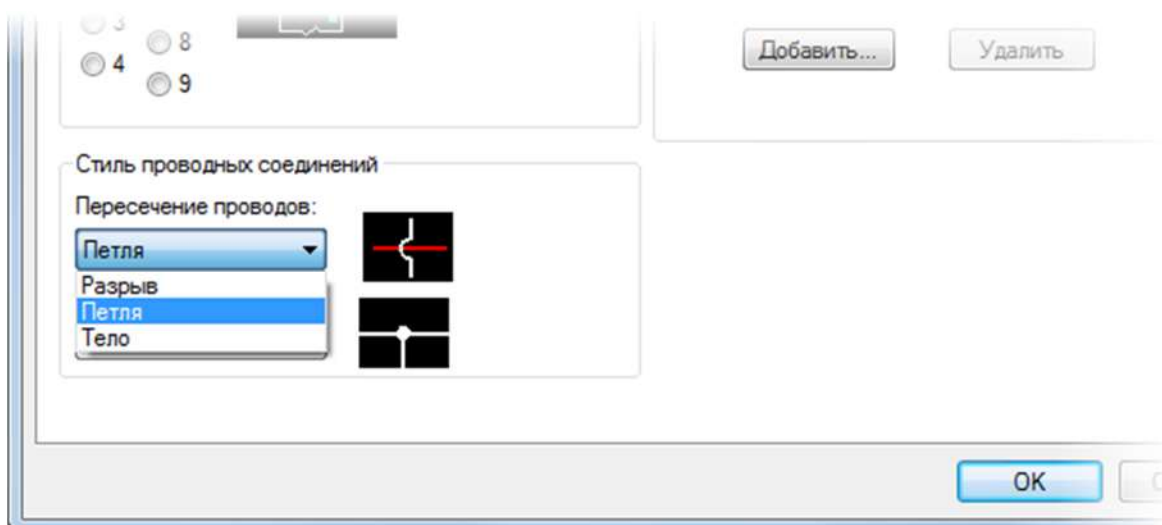 3
8
4
9
Добавить...
Удалить
Стиль проводных соединений
Пересечение проводов:
Петля
Разрыв
Петля
Тело
OK